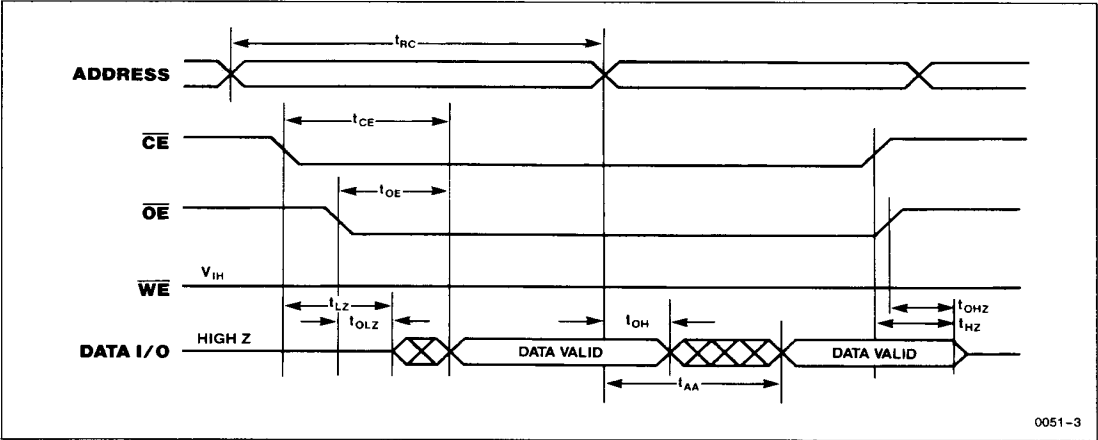 tRC
ADDRESS
tCE
CE
tOE
OE
VIH
WE
tLZ
tOHZ
tOLZ
tOH
tHZ
HIGH Z
DATA I/O
DATA VALID
DATA VALID
tAA
0051-3